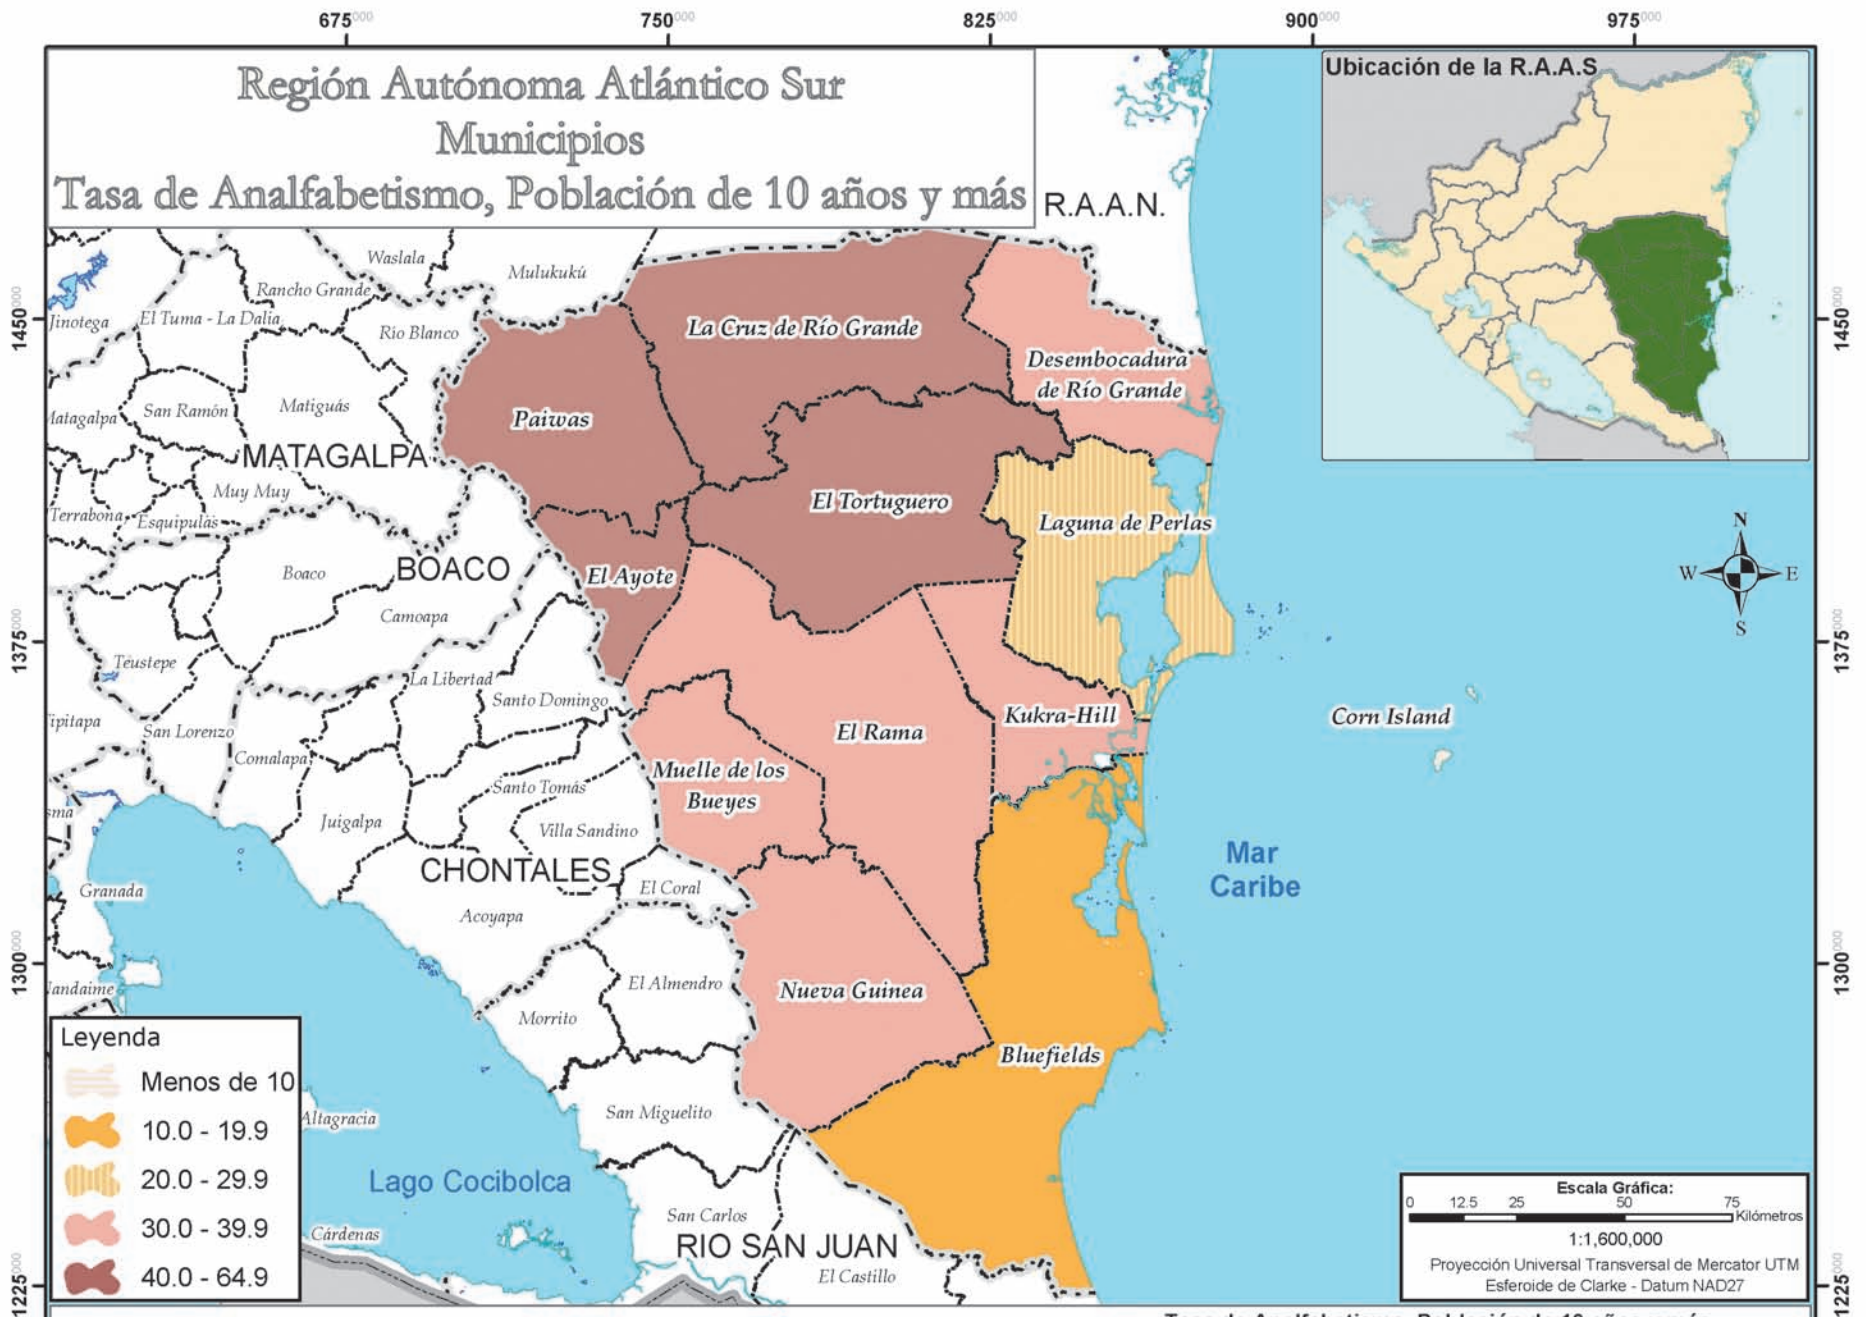 675000
750000
825000
900000
975000
Región Autónoma Atlántico Sur
Municipios
Tasa de Analfabetismo, Población de 10 años y más
R.A.A.N.
Ubicación de la R.A.A.S
Waslala
Mulukukú
Rancho Grande
El Tuma - La Dalia
Jinotega
Río Blanco
1450000
1450000
La Cruz de Río Grande
Desembocadura
de Río Grande
Matagalpa
San Ramón
Matiguás
Paiwas
MATAGALPA
Muy Muy
Terrabona
Esquipulas
El Tortuguero
Laguna de Perlas
N
W
E
S
Boaco
BOACO
El Ayote
Camoapa
1375000
1375000
Teustepe
La Libertad
Santo Domingo
Tipitapa
San Lorenzo
Comalapa
El Rama
Kukra-Hill
Corn Island
Muelle de los
Bueyes
Santo Tomás
Juigalpa
Villa Sandino
CHONTALES
Mar
Caribe
Granada
El Coral
Acoyapa
1300000
1300000
El Almendro
Nueva Guinea
Morrito
Bluefields
San Miguelito
Altagracia
Lago Cocibolca
San Carlos
Cárdenas
RIO SAN JUAN
El Castillo
1225000
1225000
Leyenda
Menos de 10
10.0 - 19.9
20.0 - 29.9
30.0 - 39.9
40.0 - 64.9
Escala Gráfica:
0 12.5 25 50 75
Kilómetros
1:1,600,000
Proyección Universal Transversal de Mercator UTM
Esferoide de Clarke - Datum NAD27